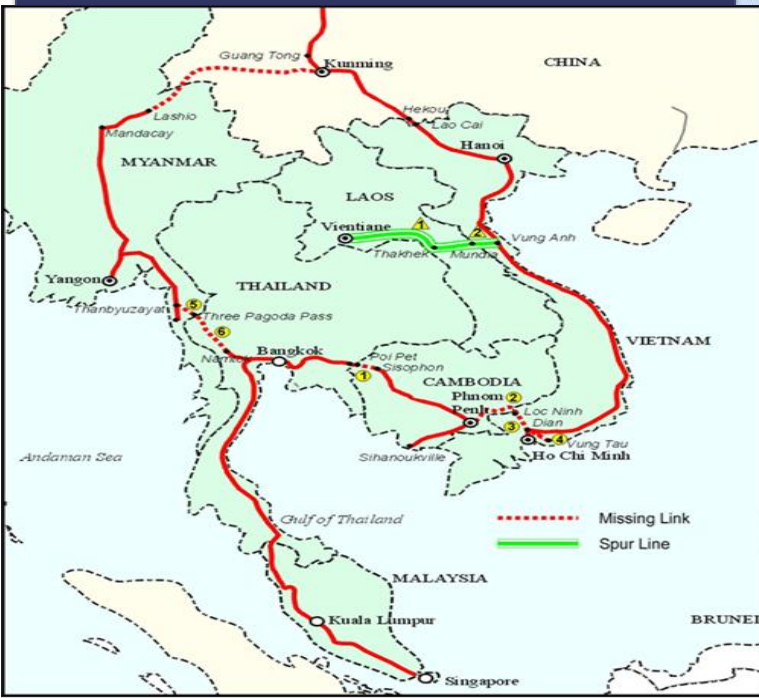 Guang Tong
Kunming
CHINA
Hekou
Lao Cai
Lashio
Mandacay
Hanoi
MYANMAR
LAOS
1
Vientiane
2
Vung Anh
Thakhek
Mundia
Yangon
THAILAND
Thanbyuzayat
5
Three Pagoda Pass
6
VIETNAM
Namtok
Bangkok
Poi Pet
Sisophon
1
CAMBODIA
Phnom
Penh
2
Loc Ninh
3
Dian
4
Vung Tau
Ho Chi Minh
Sihanoukville
Andaman Sea
Gulf of Thailand
Missing Link
Spur Line
MALAYSIA
Kuala Lumpur
BRUNEI
Singapore